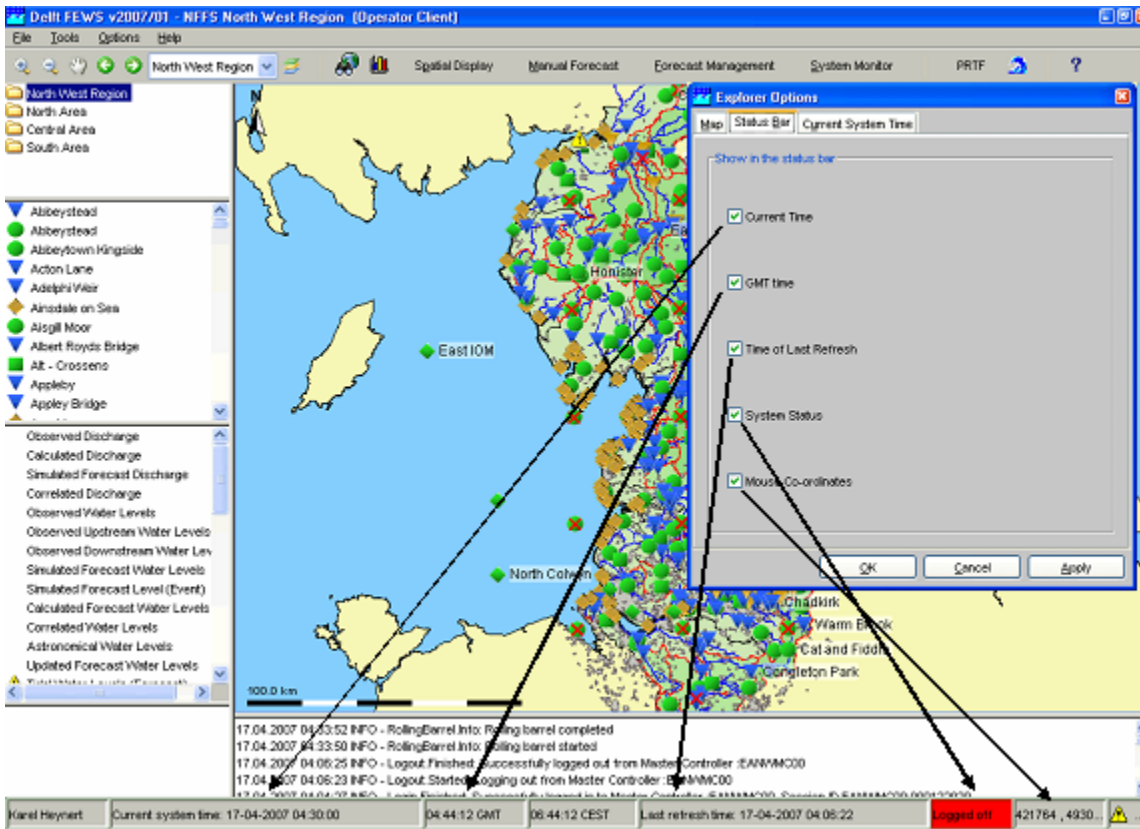 Delft FEWS v2007/01 - NFFS North West Region (Operator Client)
File Tools Options Help
North West Region Spatial Display Manual Forecast Forecast Management System Monitor PRTF ?
North West Region
North Area
Central Area
South Area
Abbeystead
Abbeystead
Abbeytown Kingside
Acton Lane
Adelphi Weir
Ainsdale on Sea
Aisgill Moor
Albert Royds Bridge
Alt - Crossens
Appleby
Appley Bridge
Observed Discharge
Calculated Discharge
Simulated Forecast Discharge
Correlated Discharge
Observed Water Levels
Observed Upstream Water Levels
Observed Downstream Water Lev
Simulated Forecast Water Levels
Simulated Forecast Level (Event)
Calculated Forecast Water Levels
Correlated Water Levels
Astronomical Water Levels
Updated Forecast Water Levels
N
Honister
East IOM
North Colwyn
Chadkirk
Warm Brook
Cat and Fiddle
Congleton Park
100.0 km
Explorer Options
Map Status Bar Current System Time
Show in the status bar
Current Time
GMT time
Time of Last Refresh
System Status
Mouse Co-ordinates
OK Cancel Apply
17.04.2007 04:33:52 INFO - RollingBarrel.Info: Rolling barrel completed
17.04.2007 04:33:50 INFO - RollingBarrel.Info: Rolling barrel started
17.04.2007 04:06:25 INFO - Logout.Finished: Successfully logged out from Master Controller :EANWMC00
17.04.2007 04:06:23 INFO - Logout.Started: Logging out from Master Controller :EANWMC00
Karel Heynert Current system time: 17-04-2007 04:30:00 04:44:12 GMT 06:44:12 CEST Last refresh time: 17-04-2007 04:06:22 Logged off 421764 , 4930...